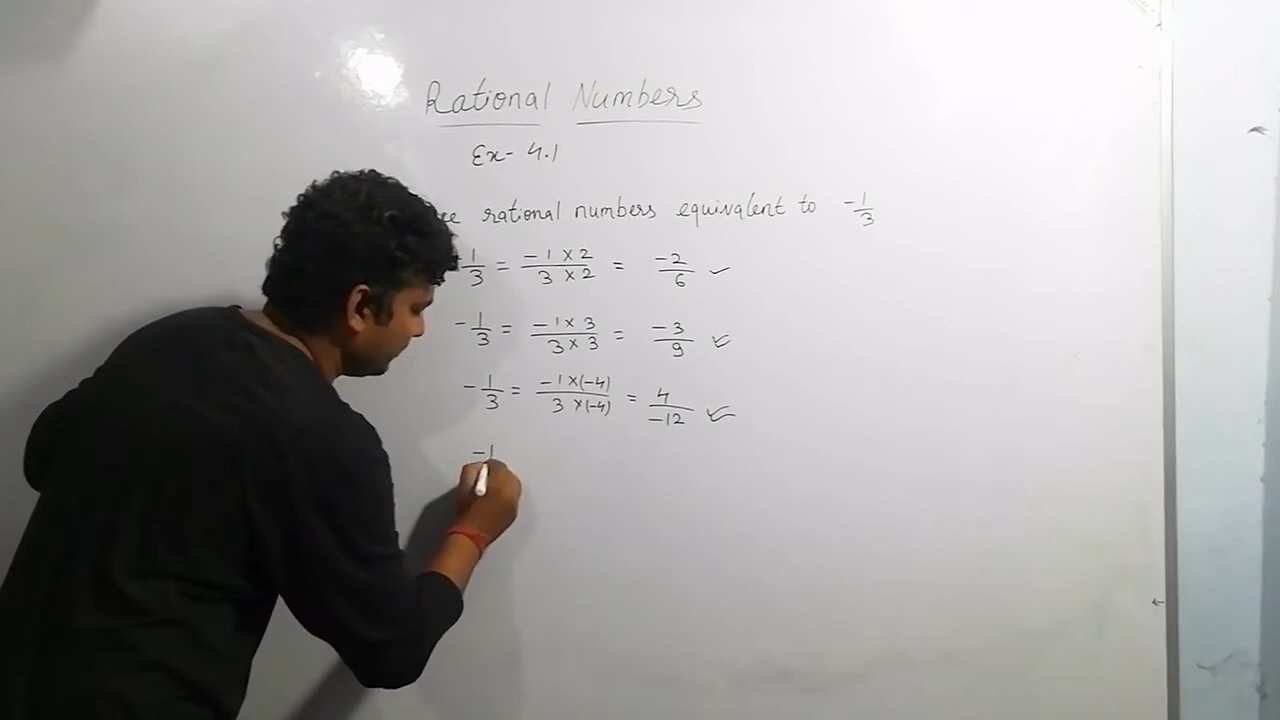 Rational Numbers
Ex- 4.1
rational numbers equivalent to -1/3
-1/3 = -1 × 2/3 × 2 = -2/6 ✓
-1/3 = -1 × 3/3 × 3 = -3/9 ✓
-1/3 = -1 × (-4)/3 × (-4) = 4/-12 ✓
-1